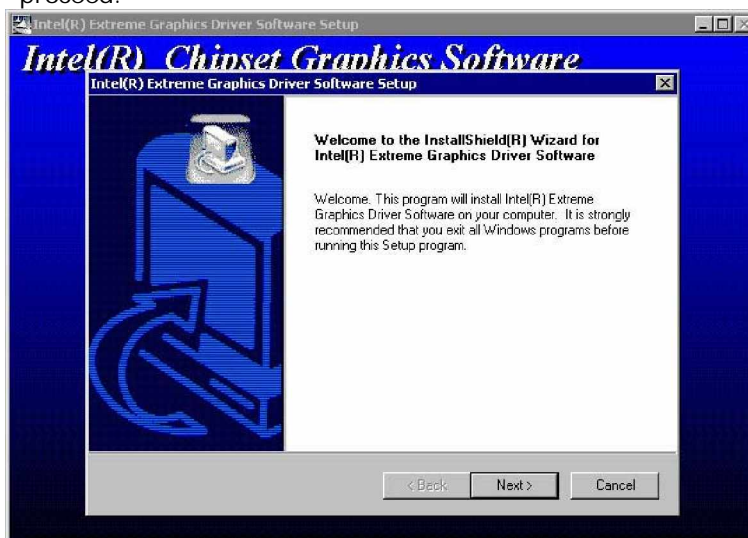 pressed.
Intel(R) Extreme Graphics Driver Software Setup
Intel(R) Chipset Graphics Software
Intel(R) Extreme Graphics Driver Software Setup
Welcome to the InstallShield(R) Wizard for
Intel(R) Extreme Graphics Driver Software
Welcome. This program will install Intel(R) Extreme
Graphics Driver Software on your computer. It is strongly
recommended that you exit all Windows programs before
running this Setup program.
< Back Next > Cancel